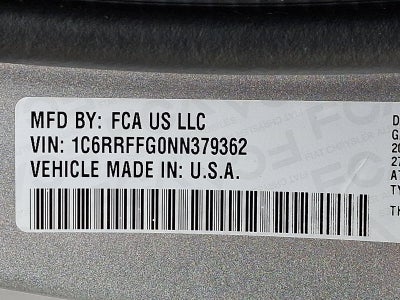 MFD BY: FCA US LLC
VIN: 1C6RRFFG0NN379362
VEHICLE MADE IN: U.S.A.